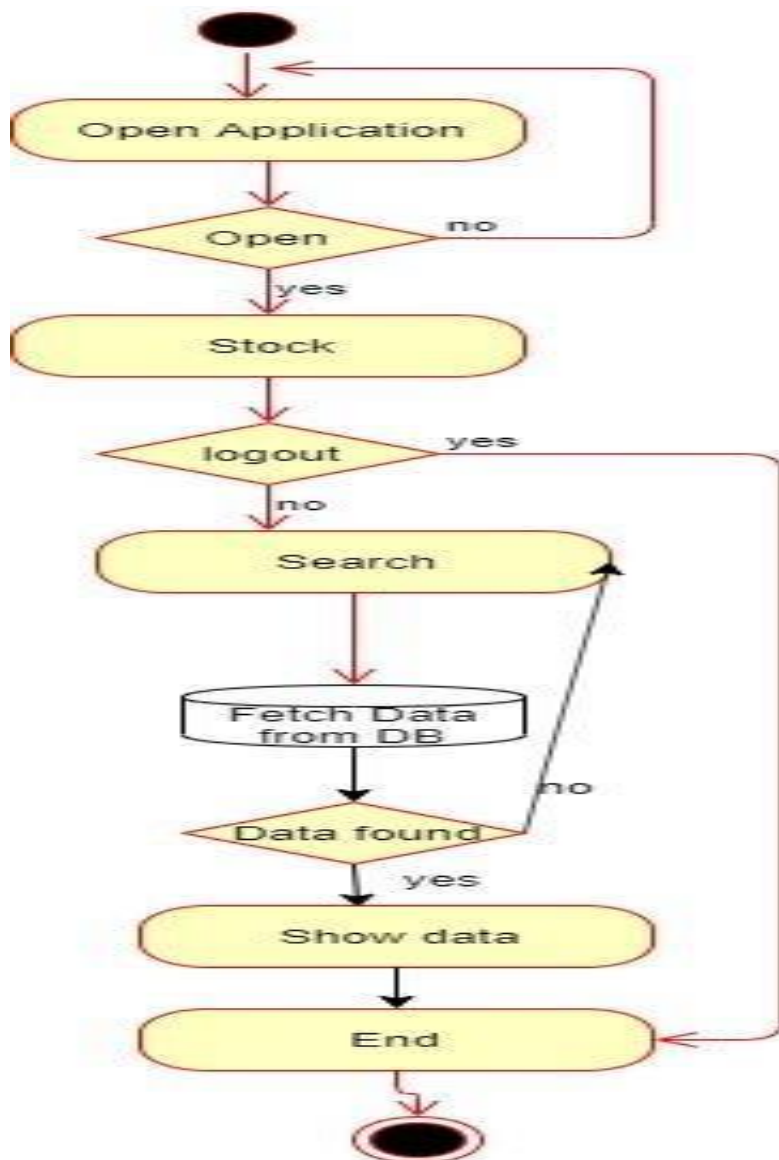 Open Application
Open
no
yes
Stock
logout
yes
no
Search
Fetch Data
from DB
no
Data found
yes
Show data
End